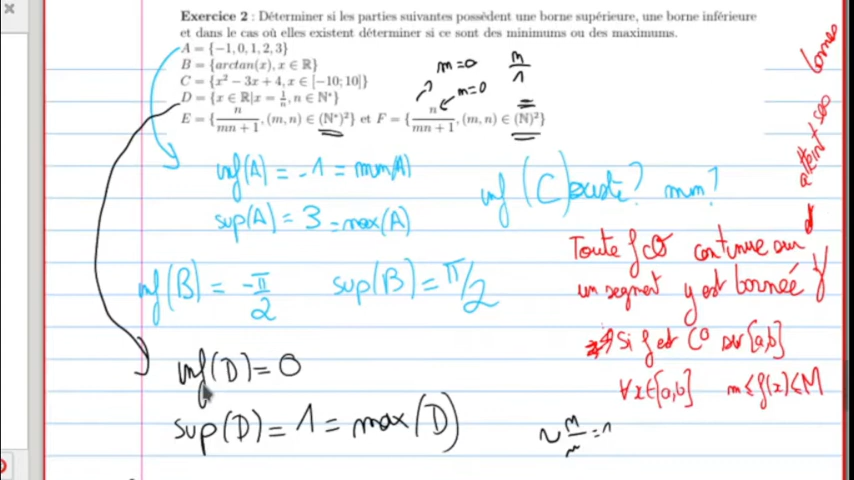 Exercice 2 : Déterminer si les parties suivantes possèdent une borne supérieure, une borne inférieure
et dans le cas où elles existent déterminer si ce sont des minimums ou des maximums.
A = {−1, 0, 1, 2, 3}
B = {arctan(x), x ∈ ℝ}
C = {x² − 3x + 4, x ∈ [−10; 10]}
D = {x ∈ ℝ|x = 1/n, n ∈ ℕ*}
E = { n/(mn + 1), (m, n) ∈ (ℕ*)²} et F = { n/(mn + 1), (m, n) ∈ (ℕ)²}
m=0 n/1
m=0
inf(A) = -1 = min(A)
sup(A) = 3 = max(A)
inf(B) = -π/2 sup(B) = π/2
inf(D) = 0
sup(D) = 1 = max(D)
inf(C) existe? min?
Toute f C⁰ continue sur
un segment y est bornée
et
atteint ses
bornes
Si f est C⁰ sur [a,b]
∀x∈[a,b] m ≤ f(x) ≤ M